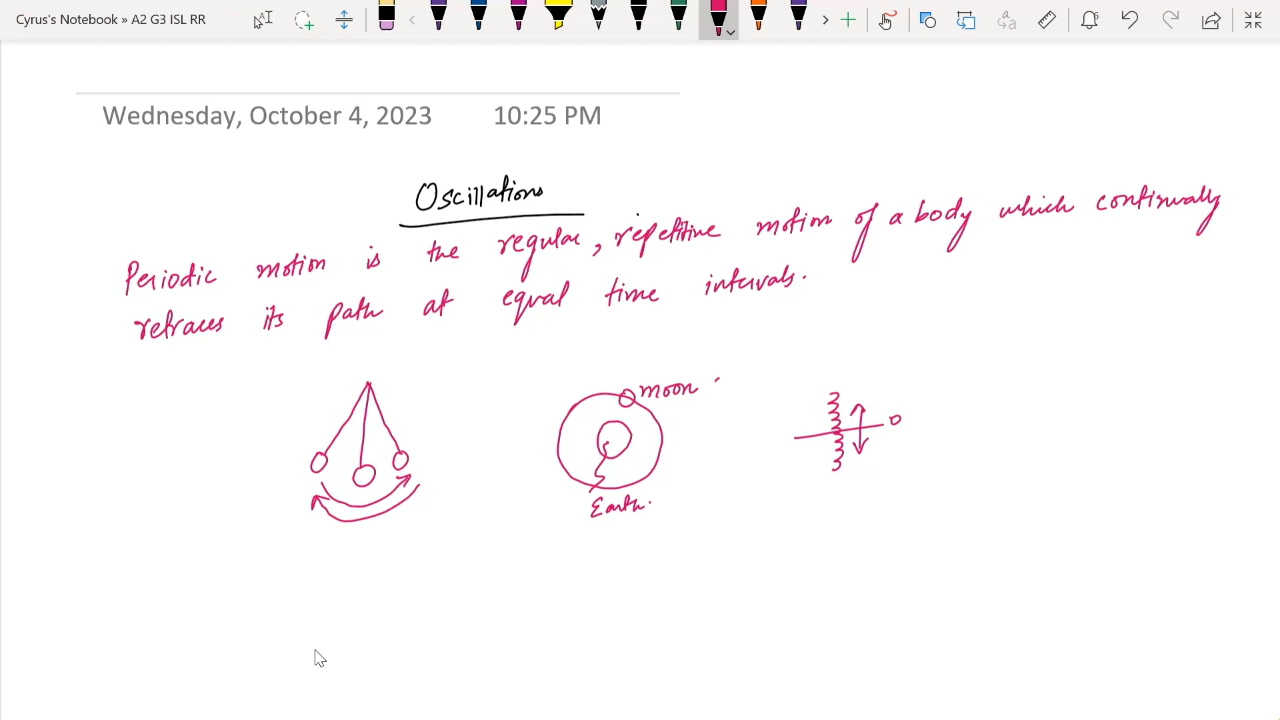 Cyrus's Notebook » A2 G3 ISL RR
Wednesday, October 4, 2023 10:25 PM
Oscillations
Periodic motion is the regular, repetitive motion of a body which continually
retraces its path at equal time intervals.
moon
Earth.